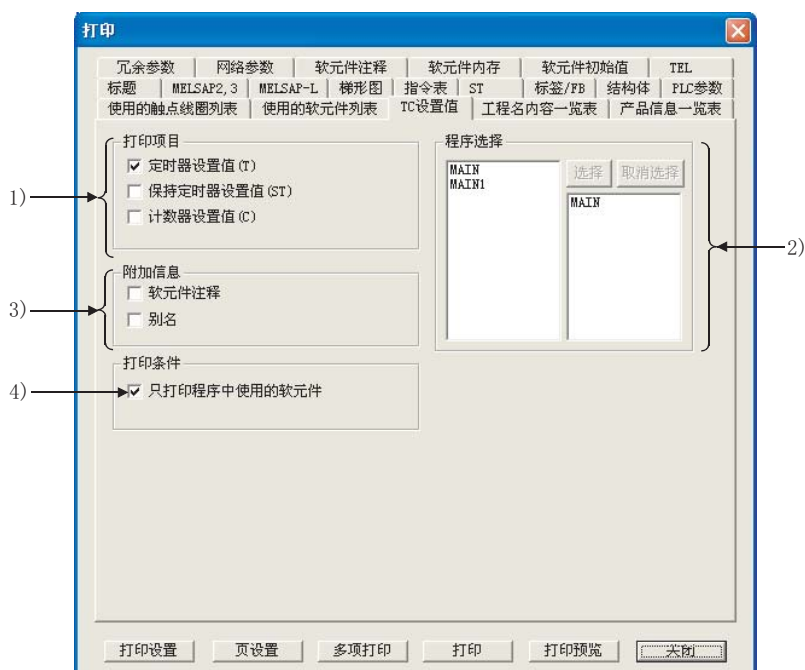 打印
冗余参数 网络参数 软元件注释 软元件内存 软元件初始值 TEL
标题 MELSAP2,3 MELSAP-L 梯形图 指令表 ST 标签/FB 结构体 PLC参数
使用的触点线圈列表 使用的软元件列表 TC设置值 工程名内容一览表 产品信息一览表
打印项目
定时器设置值(T)
保持定时器设置值(ST)
计数器设置值(C)
1)
程序选择
MAIN
MAIN1
选择 取消选择
MAIN
2)
附加信息
软元件注释
别名
3)
打印条件
只打印程序中使用的软元件
4)
打印设置 页设置 多项打印 打印 打印预览 关闭